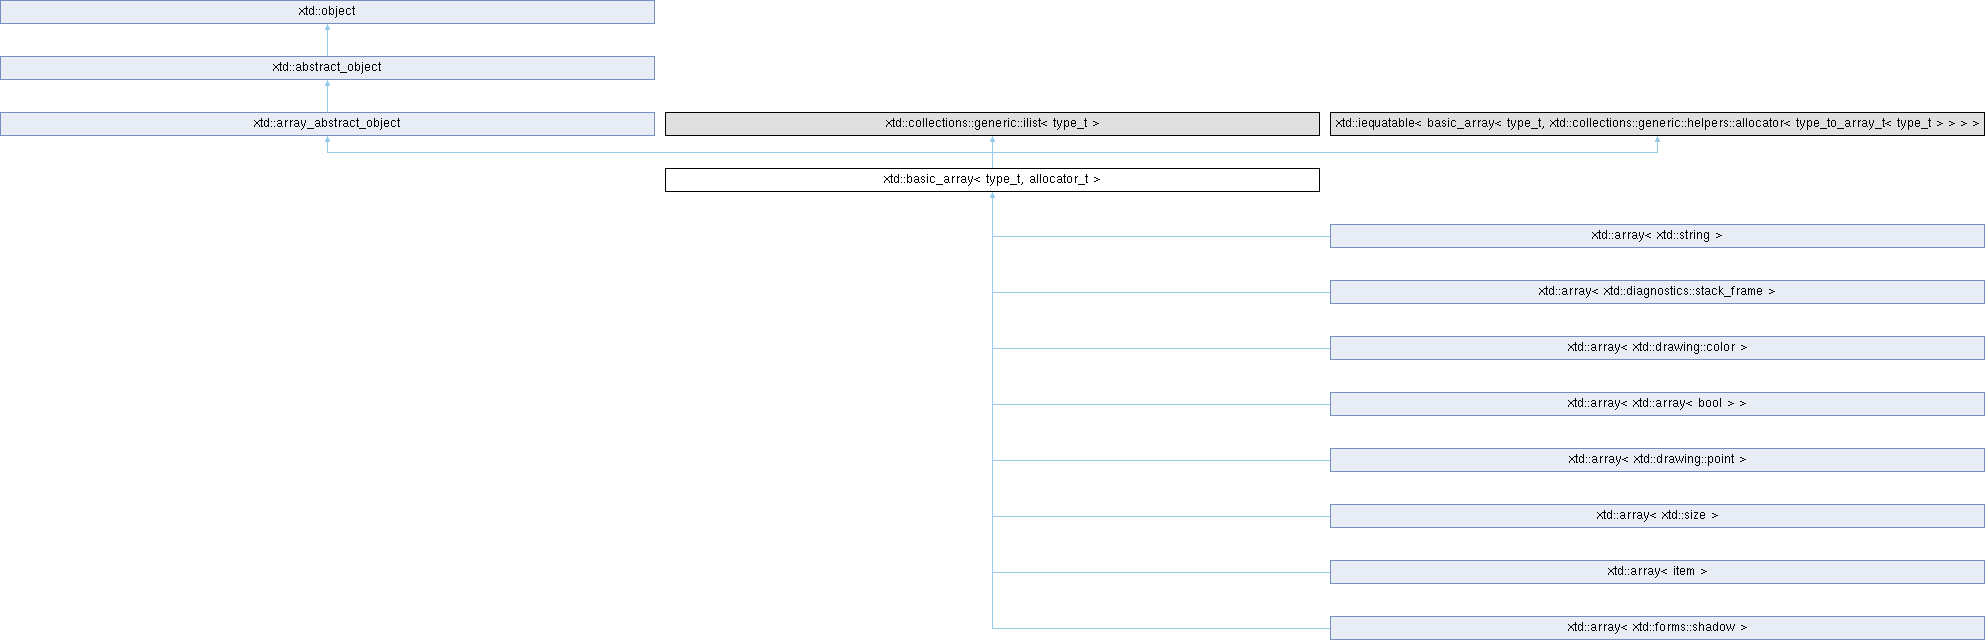 xtd::object
xtd::abstract_object
xtd::array_abstract_object
xtd::collections::generic::ilist< type_t >
xtd::iequatable< basic_array< type_t, xtd::collections::generic::helpers::allocator< type_to_array_t< type_t > > > >
xtd::basic_array< type_t, allocator_t >
xtd::array< xtd::string >
xtd::array< xtd::diagnostics::stack_frame >
xtd::array< xtd::drawing::color >
xtd::array< xtd::array< bool > >
xtd::array< xtd::drawing::point >
xtd::array< xtd::size >
xtd::array< item >
xtd::array< xtd::forms::shadow >